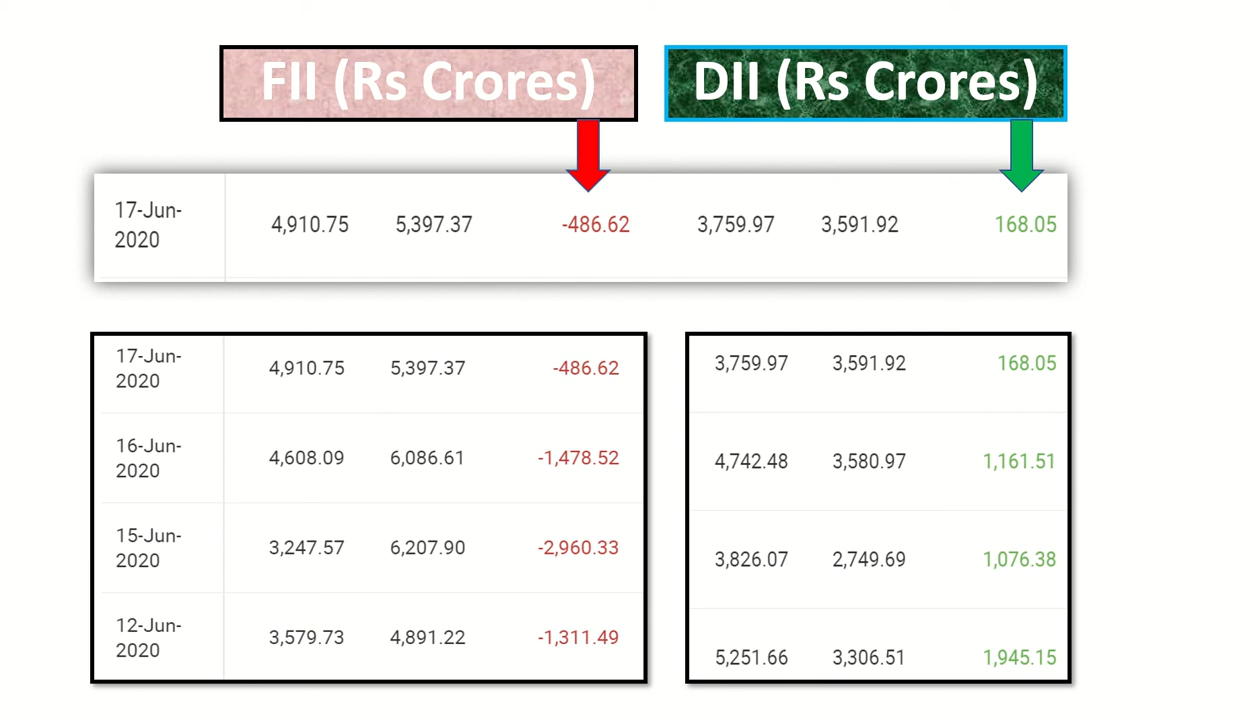 FII (Rs Crores) DII (Rs Crores)
17-Jun-
2020 4,910.75 5,397.37 -486.62 3,759.97 3,591.92 168.05
17-Jun-
2020 4,910.75 5,397.37 -486.62 3,759.97 3,591.92 168.05
16-Jun-
2020 4,608.09 6,086.61 -1,478.52 4,742.48 3,580.97 1,161.51
15-Jun-
2020 3,247.57 6,207.90 -2,960.33 3,826.07 2,749.69 1,076.38
12-Jun-
2020 3,579.73 4,891.22 -1,311.49 5,251.66 3,306.51 1,945.15